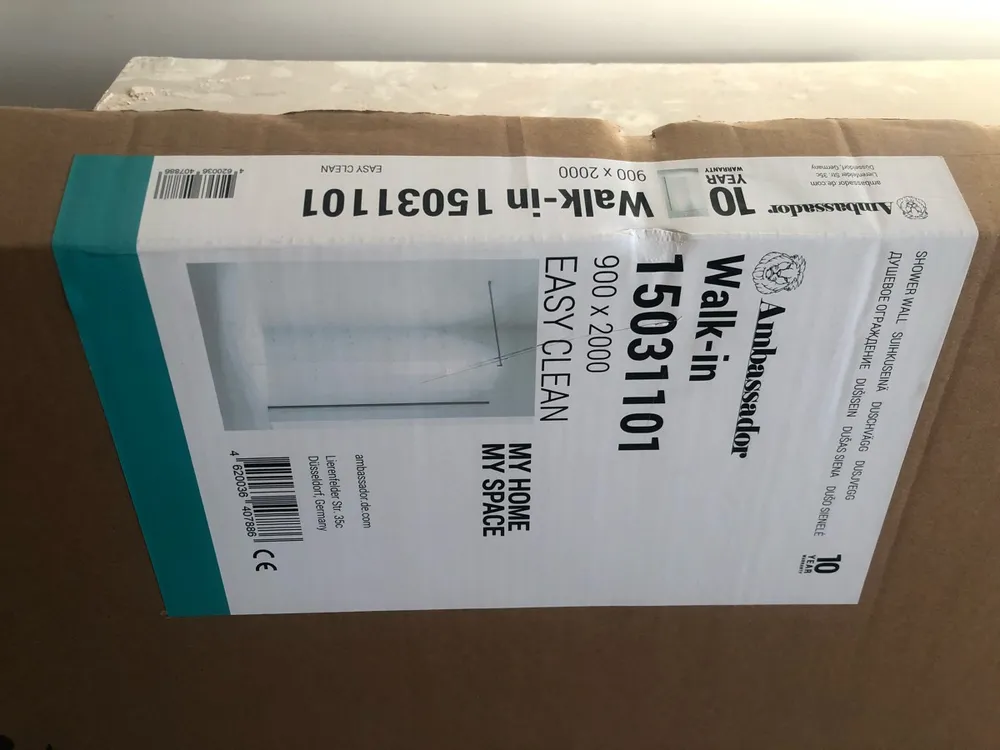 SHOWER WALL SUIHKUSEINÄ DUSCHVÄGG DUSJVEGG
ДУШЕВОЕ ОГРАЖДЕНИЕ DUŠISEIN DUŠAS SIENA DUŠO SIENELĖ
10
YEAR
WARRANTY
Ambassador
Walk-in
15031101
900 x 2000
EASY CLEAN
MY HOME
MY SPACE
ambassador.de.com
Lierenfelder Str. 35c
Düsseldorf, Germany
4 620036 407886
CE
Ambassador
ambassador.de.com
Lierenfelder Str. 35c
Düsseldorf, Germany
10
YEAR
WARRANTY
Walk-in 15031101
900 x 2000
EASY CLEAN
4 620036 407886